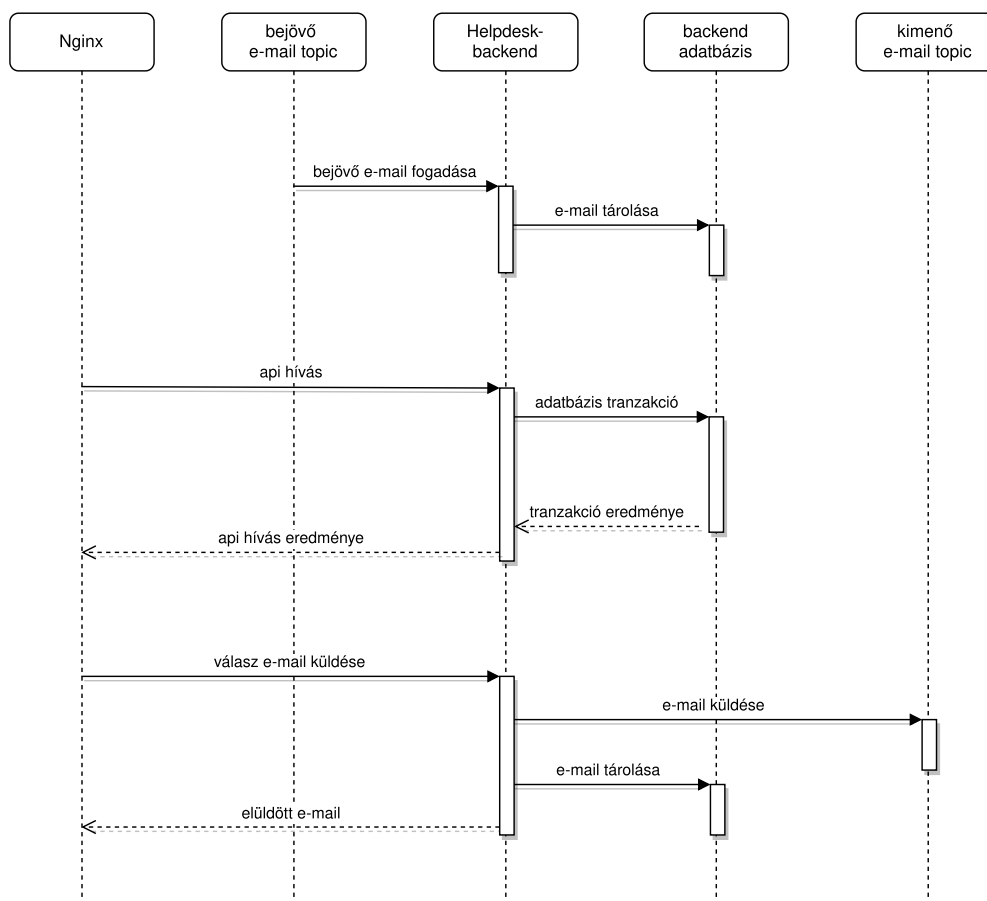 Nginx
bejövő
e-mail topic
Helpdesk-
backend
backend
adatbázis
kimenő
e-mail topic
bejövő e-mail fogadása
e-mail tárolása
api hívás
adatbázis tranzakció
tranzakció eredménye
api hívás eredménye
válasz e-mail küldése
e-mail küldése
e-mail tárolása
elüldött e-mail